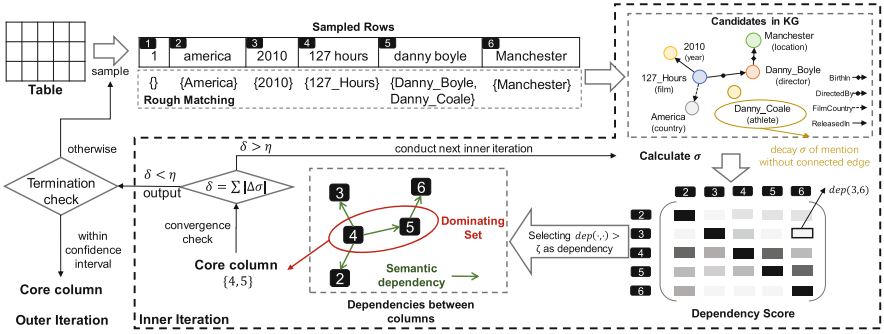 Table
sample
Sampled Rows
1 2 3 4 5 6
1 america 2010 127 hours danny boyle Manchester
{} {America} {2010} {127_Hours} {Danny_Boyle, {Manchester}
Danny_Coale}
Rough Matching
Candidates in KG
2010
(year)
Manchester
(location)
127_Hours
(film)
Danny_Boyle
(director)
America
(country)
Danny_Coale
(athlete)
BirthIn
DirectedBy
FilmCountry
ReleasedIn
decay σ of mention
without connected edge
Calculate σ
conduct next inner iteration
δ > η
δ = ∑ |Δσ|
δ < η
output
convergence
check
Core column
{4,5}
otherwise
Termination
check
within
confidence
interval
Core column
Outer Iteration
Inner Iteration
3
6
4
5
2
Dominating
Set
Semantic
dependency
Dependencies between
columns
Selecting dep(·,·) >
ζ as dependency
2 3 4 5 6
dep(3,6)
2
3
4
5
6
Dependency Score